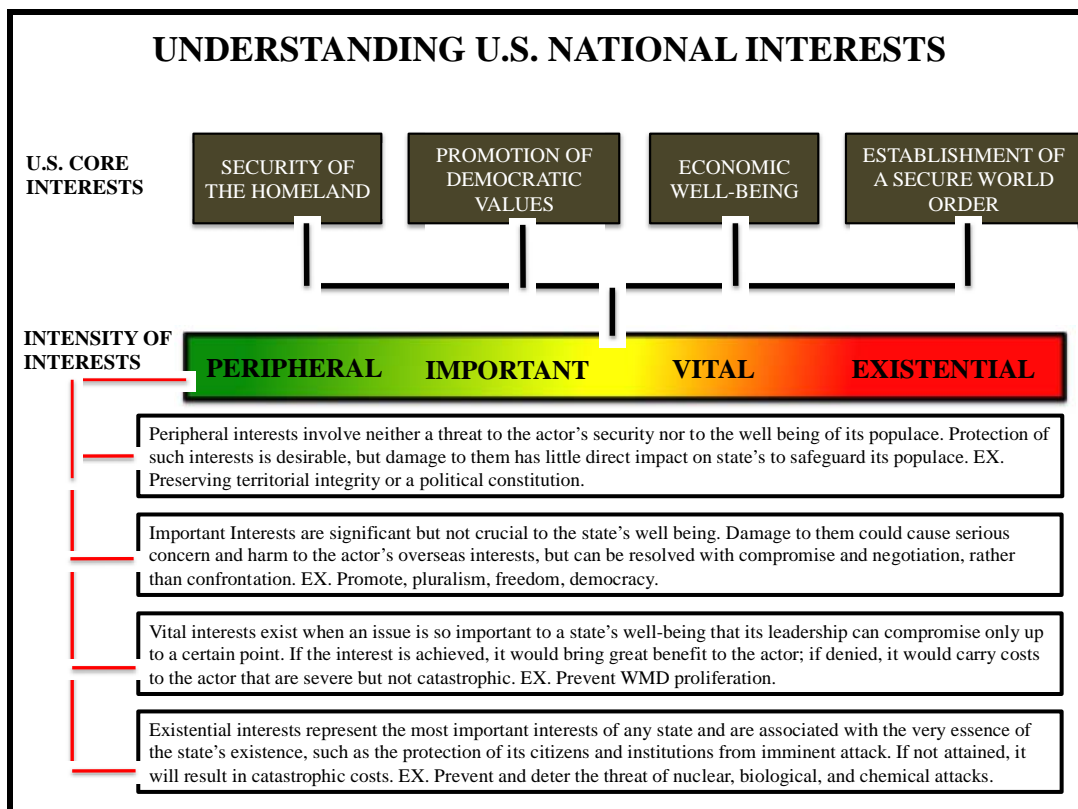 UNDERSTANDING U.S. NATIONAL INTERESTS
U.S. CORE
INTERESTS
SECURITY OF
THE HOMELAND
PROMOTION OF
DEMOCRATIC
VALUES
ECONOMIC
WELL-BEING
ESTABLISHMENT OF
A SECURE WORLD
ORDER
INTENSITY OF
INTERESTS
PERIPHERAL
IMPORTANT
VITAL
EXISTENTIAL
Peripheral interests involve neither a threat to the actor’s security nor to the well being of its populace. Protection of
such interests is desirable, but damage to them has little direct impact on state’s to safeguard its populace. EX.
Preserving territorial integrity or a political constitution.
Important Interests are significant but not crucial to the state’s well being. Damage to them could cause serious
concern and harm to the actor’s overseas interests, but can be resolved with compromise and negotiation, rather
than confrontation. EX. Promote, pluralism, freedom, democracy.
Vital interests exist when an issue is so important to a state’s well-being that its leadership can compromise only up
to a certain point. If the interest is achieved, it would bring great benefit to the actor; if denied, it would carry costs
to the actor that are severe but not catastrophic. EX. Prevent WMD proliferation.
Existential interests represent the most important interests of any state and are associated with the very essence of
the state’s existence, such as the protection of its citizens and institutions from imminent attack. If not attained, it
will result in catastrophic costs. EX. Prevent and deter the threat of nuclear, biological, and chemical attacks.